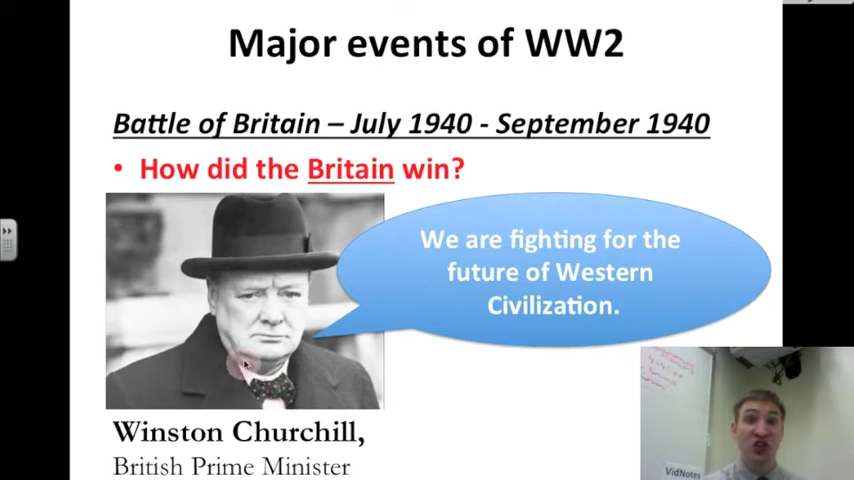 Major events of WW2
Battle of Britain – July 1940 - September 1940
• How did the Britain win?
We are fighting for the
future of Western
Civilization.
Winston Churchill,
British Prime Minister
VidNotes